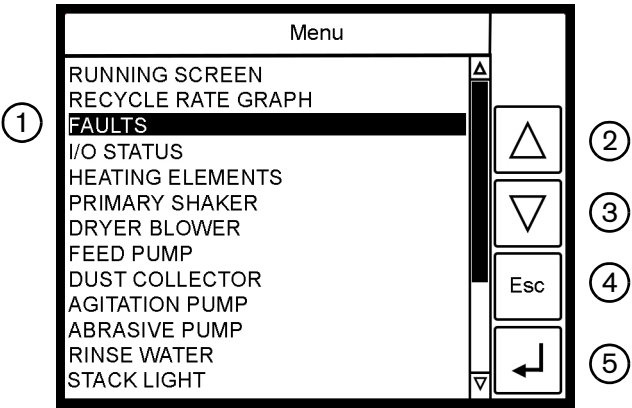 Menu
RUNNING SCREEN
RECYCLE RATE GRAPH
1
FAULTS
I/O STATUS
2
HEATING ELEMENTS
PRIMARY SHAKER
3
DRYER BLOWER
FEED PUMP
DUST COLLECTOR
Esc
4
AGITATION PUMP
ABRASIVE PUMP
RINSE WATER
5
STACK LIGHT